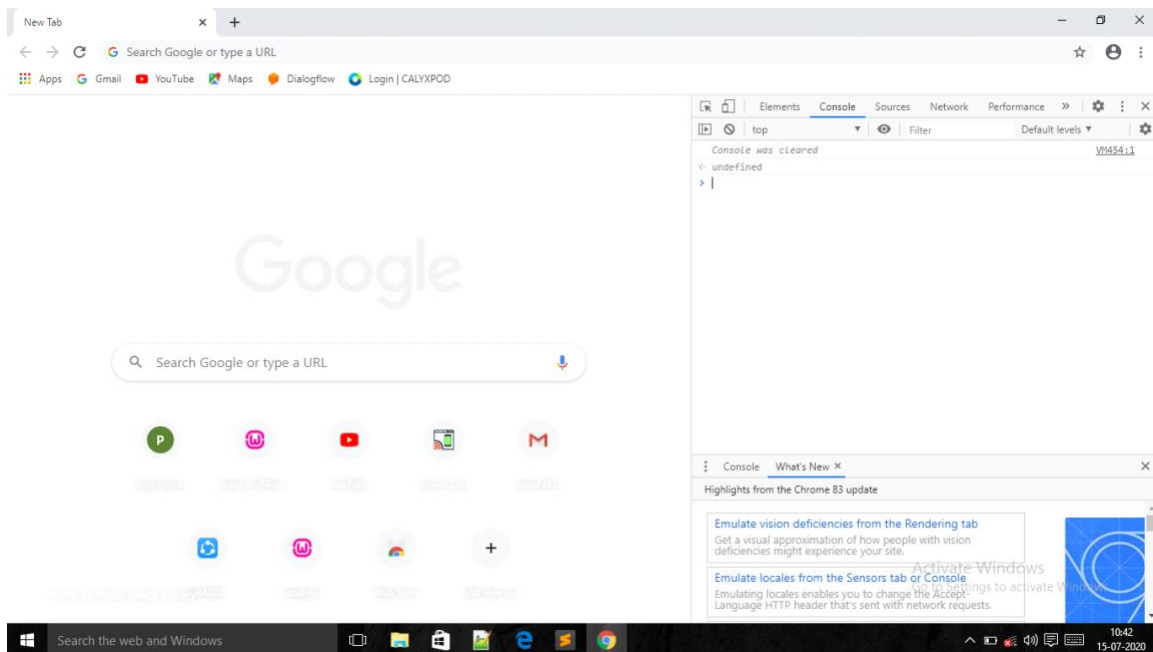 New Tab
Search Google or type a URL
Apps Gmail YouTube Maps Dialogflow Login | CALYXPOD
Elements Console Sources Network Performance
top Filter Default levels
Console was cleared VM454:1
undefined
Google
Search Google or type a URL
P
Console What's New
Highlights from the Chrome 83 update
Emulate vision deficiencies from the Rendering tab
Get a visual approximation of how people with vision
deficiencies might experience your site.
Emulate locales from the Sensors tab or Console
Emulating locales enables you to change the Accept-
Language HTTP header that's sent with network requests.
Activate Windows
Go to Settings to activate Windows.
Search the web and Windows
10:42
15-07-2020